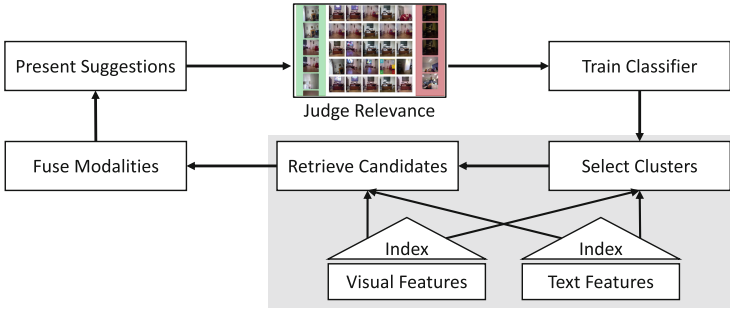 Present Suggestions
Judge Relevance
Train Classifier
Fuse Modalities
Retrieve Candidates
Select Clusters
Index
Index
Visual Features
Text Features